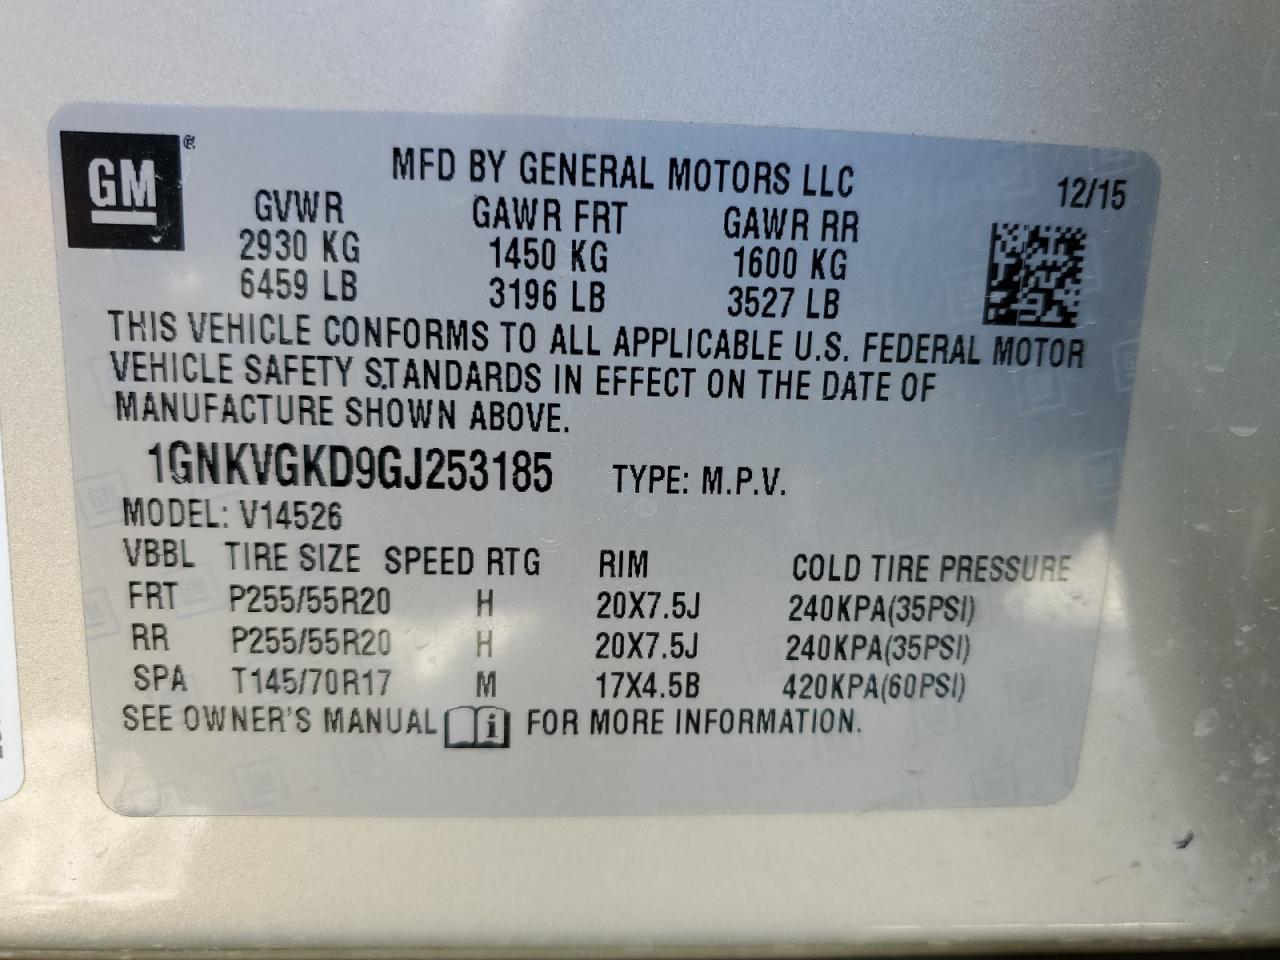 GM ®
MFD BY GENERAL MOTORS LLC
12/15
GVWR GAWR FRT GAWR RR
2930 KG 1450 KG 1600 KG
6459 LB 3196 LB 3527 LB
THIS VEHICLE CONFORMS TO ALL APPLICABLE U.S. FEDERAL MOTOR
VEHICLE SAFETY STANDARDS IN EFFECT ON THE DATE OF
MANUFACTURE SHOWN ABOVE.
1GNKVGKD9GJ253185 TYPE: M.P.V.
MODEL: V14526
VBBL TIRE SIZE SPEED RTG RIM COLD TIRE PRESSURE
FRT P255/55R20 H 20X7.5J 240KPA(35PSI)
RR P255/55R20 H 20X7.5J 240KPA(35PSI)
SPA T145/70R17 M 17X4.5B 420KPA(60PSI)
SEE OWNER'S MANUAL i FOR MORE INFORMATION.